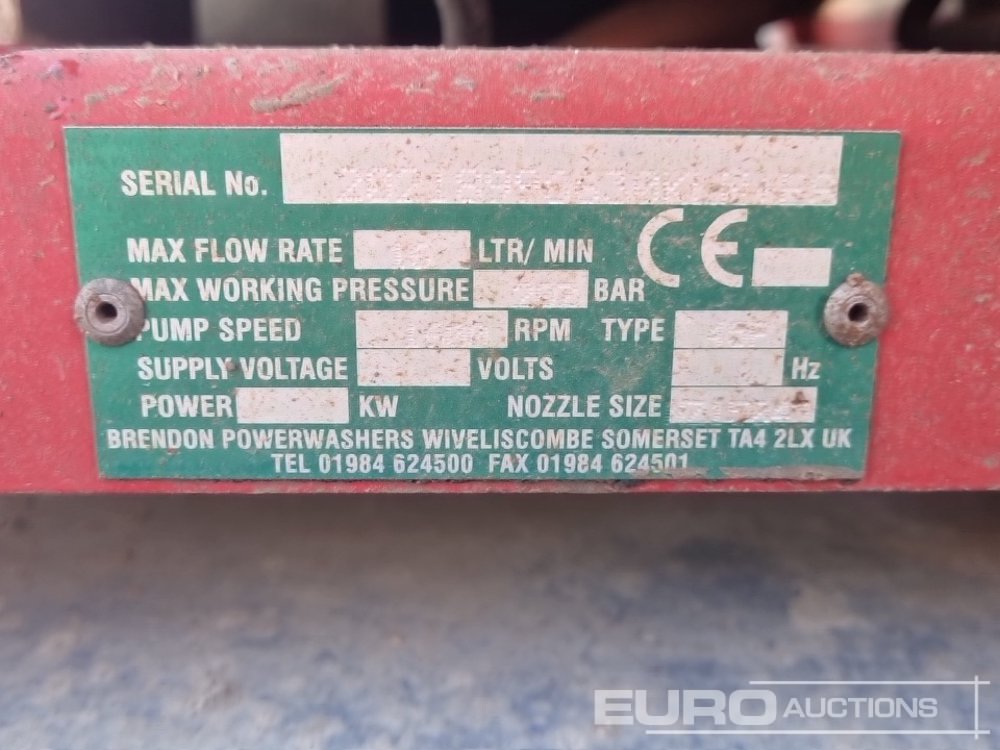 SERIAL No.
MAX FLOW RATE LTR/ MIN CE
MAX WORKING PRESSURE BAR
PUMP SPEED RPM TYPE
SUPPLY VOLTAGE VOLTS Hz
POWER KW NOZZLE SIZE
BRENDON POWERWASHERS WIVELISCOMBE SOMERSET TA4 2LX UK
TEL 01984 624500 FAX 01984 624501
EURO AUCTIONS